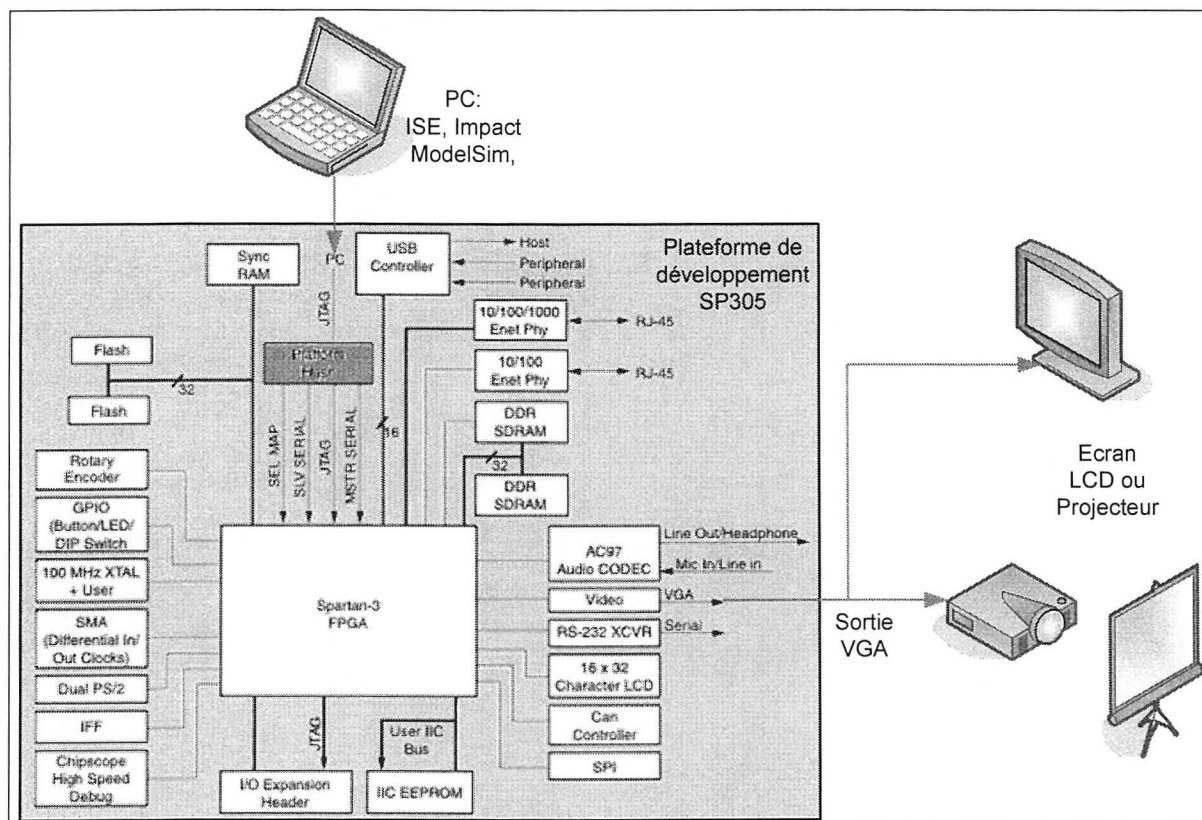 PC:
ISE, Impact
ModelSim,
Plateforme de
développement
SP305
Sync
RAM
PC
JTAG
USB
Controller
Host
Peripheral
Peripheral
10/100/1000
Enet Phy
RJ-45
10/100
Enet Phy
RJ-45
Flash
Flash
32
Platform
SEL MAP
SLV SERIAL
JTAG
MSTR SERIAL
16
DDR
SDRAM
32
DDR
SDRAM
Rotary
Encoder
GPIO
(Button/LED/
DIP Switch
100 MHz XTAL
+ User
SMA
(Differential In/
Out Clocks)
Dual PS/2
IFF
Chipscope
High Speed
Debug
Spartan-3
FPGA
AC97
Audio CODEC
Line Out/Headphone
Mic In/Line in
Video
VGA
RS-232 XCVR
Serial
16 x 32
Character LCD
Can
Controller
SPI
JTAG
User IIC
Bus
I/O Expansion
Header
IIC EEPROM
Sortie
VGA
Ecran
LCD ou
Projecteur